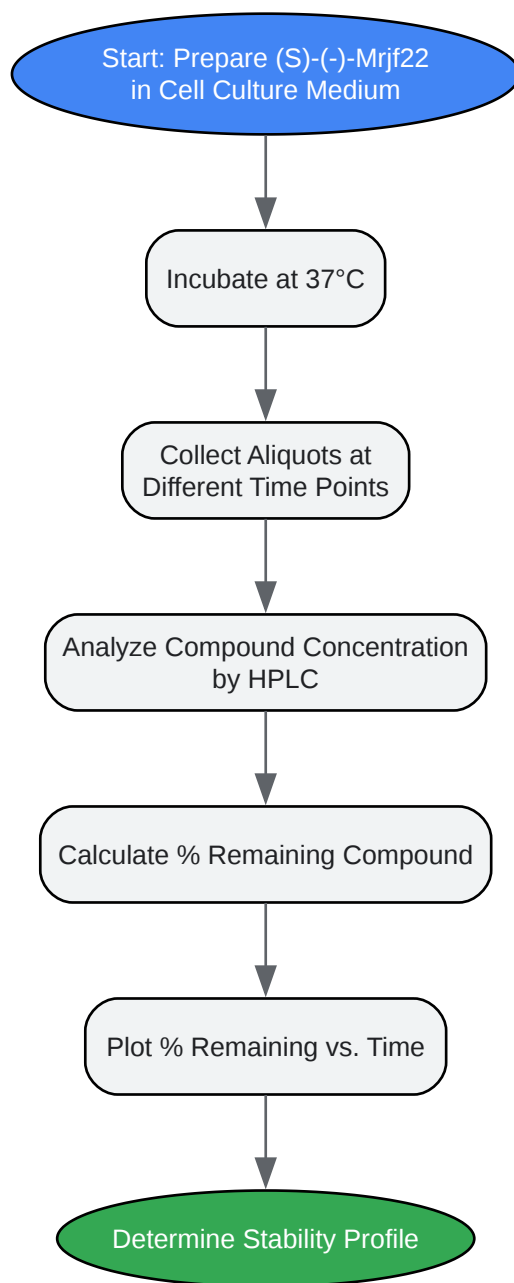 Start: Prepare (S)-(-)-Mrjf22
in Cell Culture Medium
Incubate at 37°C
Collect Aliquots at
Different Time Points
Analyze Compound Concentration
by HPLC
Calculate % Remaining Compound
Plot % Remaining vs. Time
Determine Stability Profile